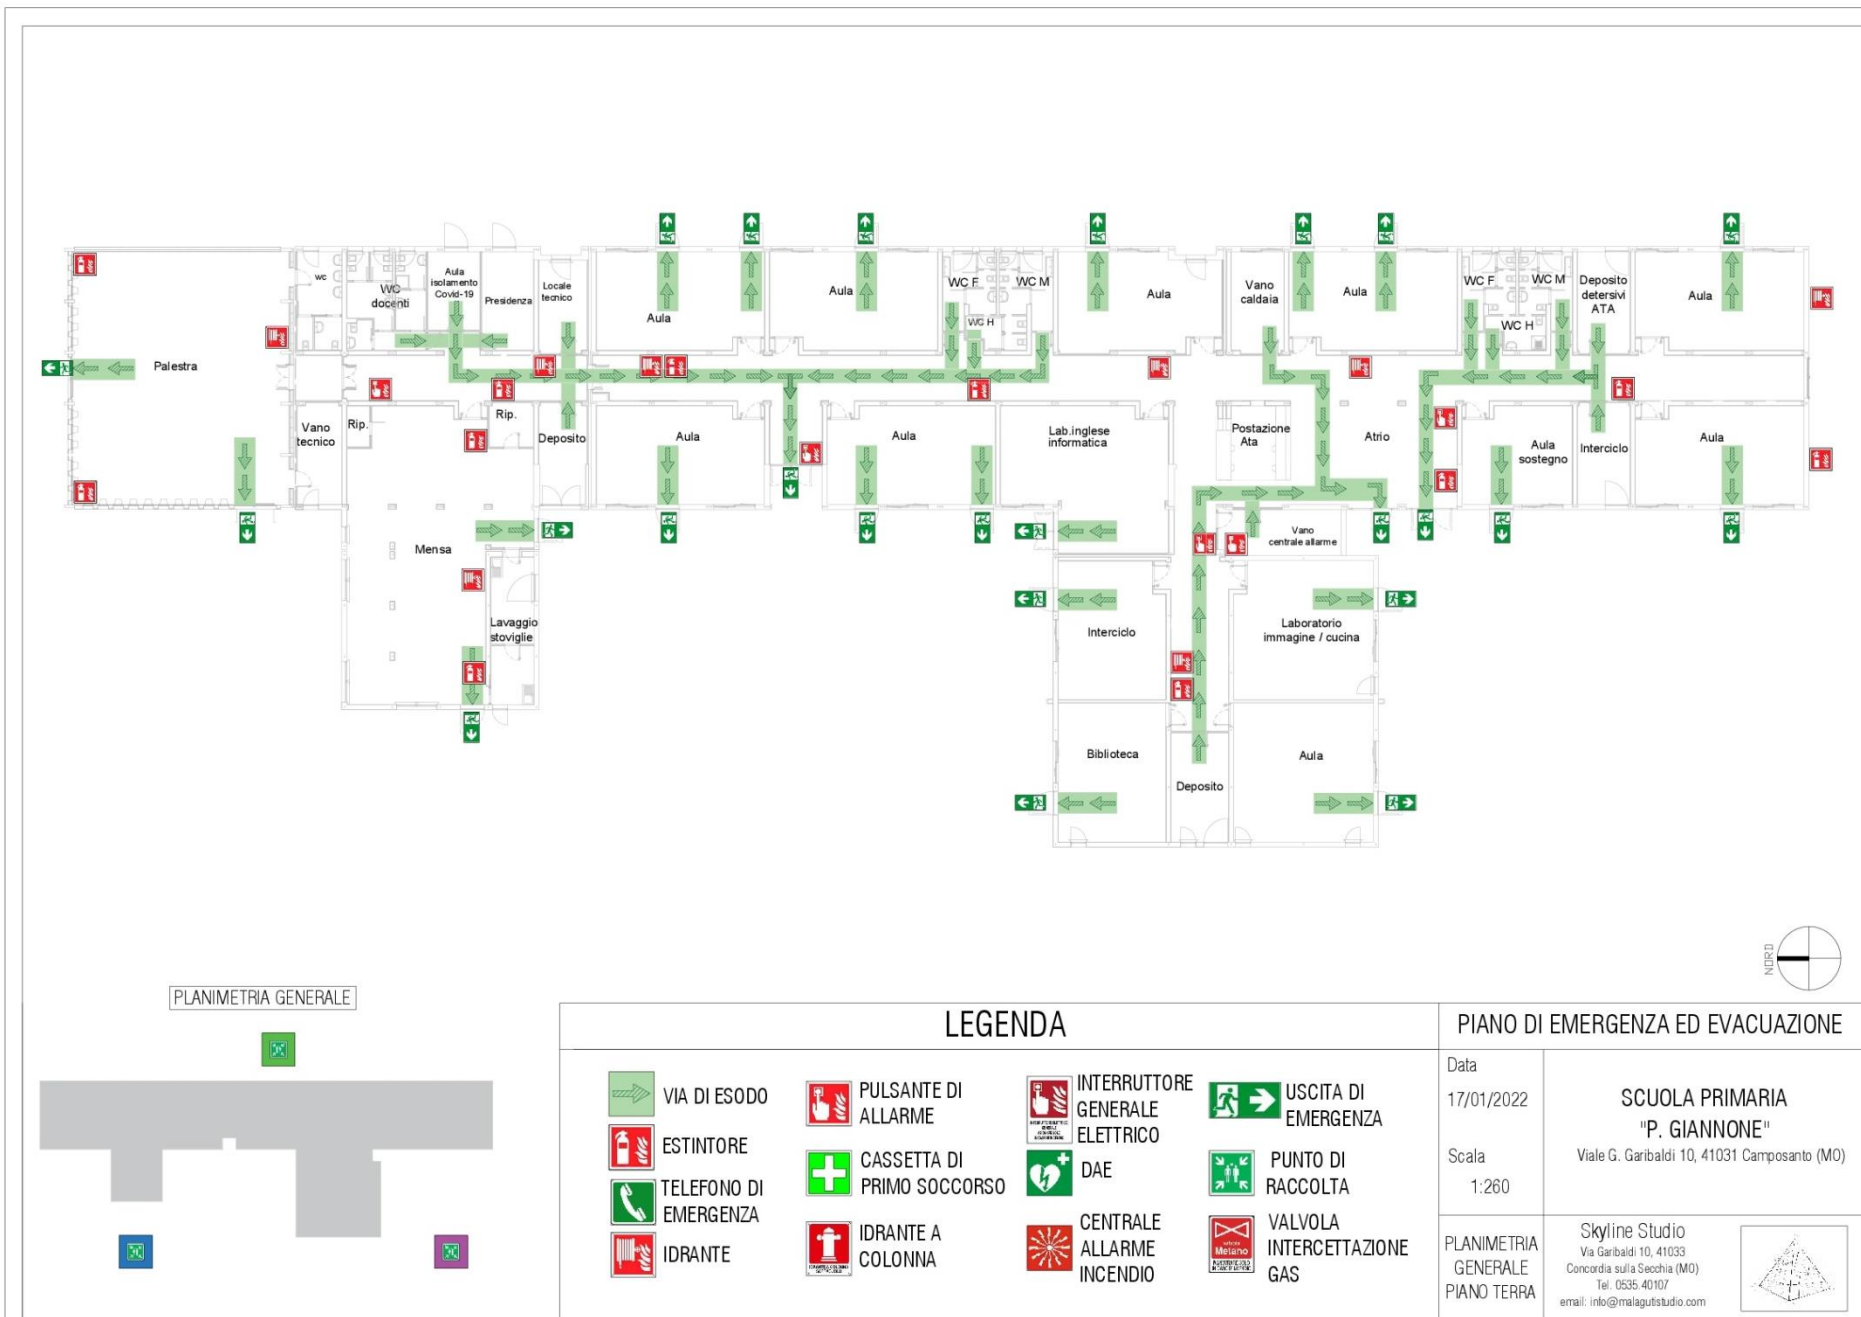 wc
WC
docenti
Aula
isolamento
Covid-19
Presidenza
Locale
tecnico
Aula
Aula
WC F
WC M
WC H
Aula
Vano
caldaia
Aula
WC F
WC M
WC H
Deposito
detersivi
ATA
Aula
Palestra
Vano
tecnico
Rip.
Rip.
Deposito
Aula
Aula
Lab.inglese
informatica
Postazione
Ata
Atrio
Aula
sostegno
Interciclo
Aula
Mensa
Vano
centrale allarme
Lavaggio
stoviglie
Interciclo
Laboratorio
immagine / cucina
Biblioteca
Aula
Deposito
NORD
PLANIMETRIA GENERALE
LEGENDA
VIA DI ESODO
ESTINTORE
TELEFONO DI
EMERGENZA
IDRANTE
PULSANTE DI
ALLARME
CASSETTA DI
PRIMO SOCCORSO
IDRANTE A
COLONNA
INTERRUTTORE
GENERALE
ELETTRICO
DAE
CENTRALE
ALLARME
INCENDIO
USCITA DI
EMERGENZA
PUNTO DI
RACCOLTA
Metano
VALVOLA
INTERCETTAZIONE
GAS
PIANO DI EMERGENZA ED EVACUAZIONE
Data
17/01/2022
Scala
1:260
SCUOLA PRIMARIA
"P. GIANNONE"
Viale G. Garibaldi 10, 41031 Camposanto (MO)
PLANIMETRIA
GENERALE
PIANO TERRA
Skyline Studio
Via Garibaldi 10, 41033
Concordia sulla Secchia (MO)
Tel. 0535.40107
email: info@malagutistudio.com